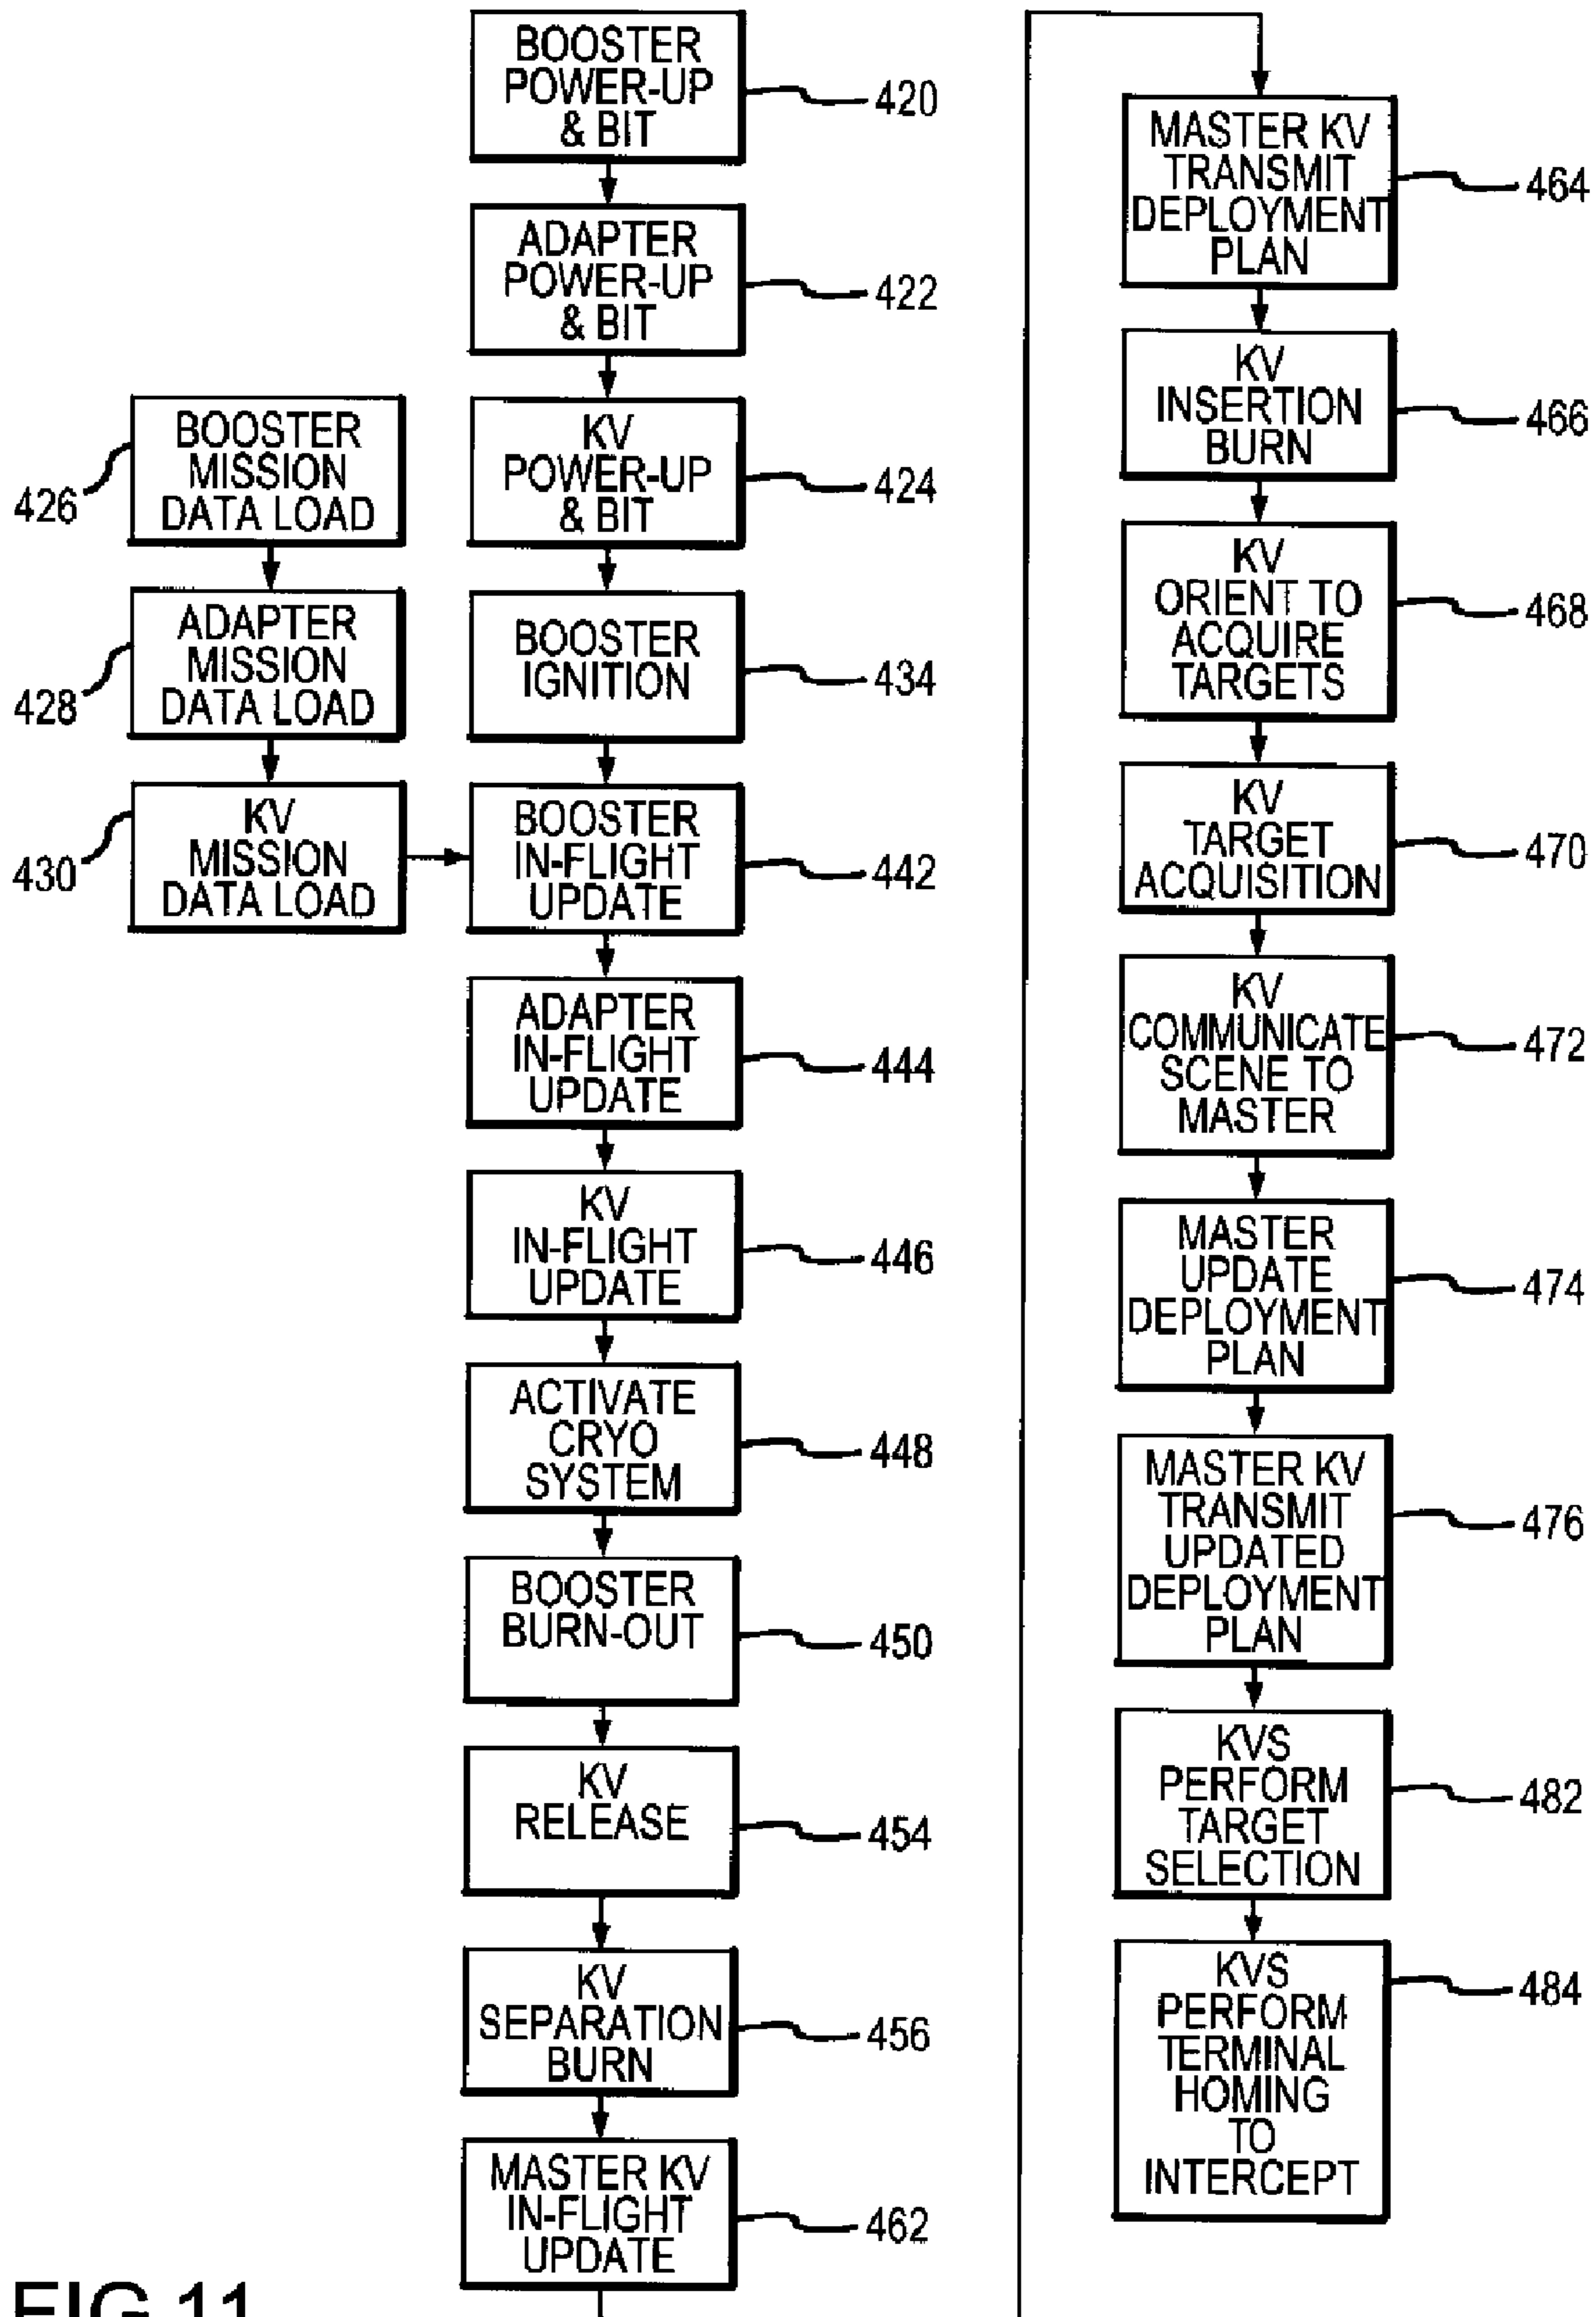 BOOSTER
POWER-UP
& BIT
420
ADAPTER
POWER-UP
& BIT
422
KV
POWER-UP
& BIT
424
BOOSTER
MISSION
DATA LOAD
426
ADAPTER
MISSION
DATA LOAD
428
KV
MISSION
DATA LOAD
430
BOOSTER
IGNITION
434
BOOSTER
IN-FLIGHT
UPDATE
442
ADAPTER
IN-FLIGHT
UPDATE
444
KV
IN-FLIGHT
UPDATE
446
ACTIVATE
CRYO
SYSTEM
448
BOOSTER
BURN-OUT
450
KV
RELEASE
454
KV
SEPARATION
BURN
456
MASTER KV
IN-FLIGHT
UPDATE
462
MASTER KV
TRANSMIT
DEPLOYMENT
PLAN
464
KV
INSERTION
BURN
466
KV
ORIENT TO
ACQUIRE
TARGETS
468
KV
TARGET
ACQUISITION
470
KV
COMMUNICATE
SCENE TO
MASTER
472
MASTER
UPDATE
DEPLOYMENT
PLAN
474
MASTER KV
TRANSMIT
UPDATED
DEPLOYMENT
PLAN
476
KVS
PERFORM
TARGET
SELECTION
482
KVS
PERFORM
TERMINAL
HOMING
TO
INTERCEPT
484
FIG.11